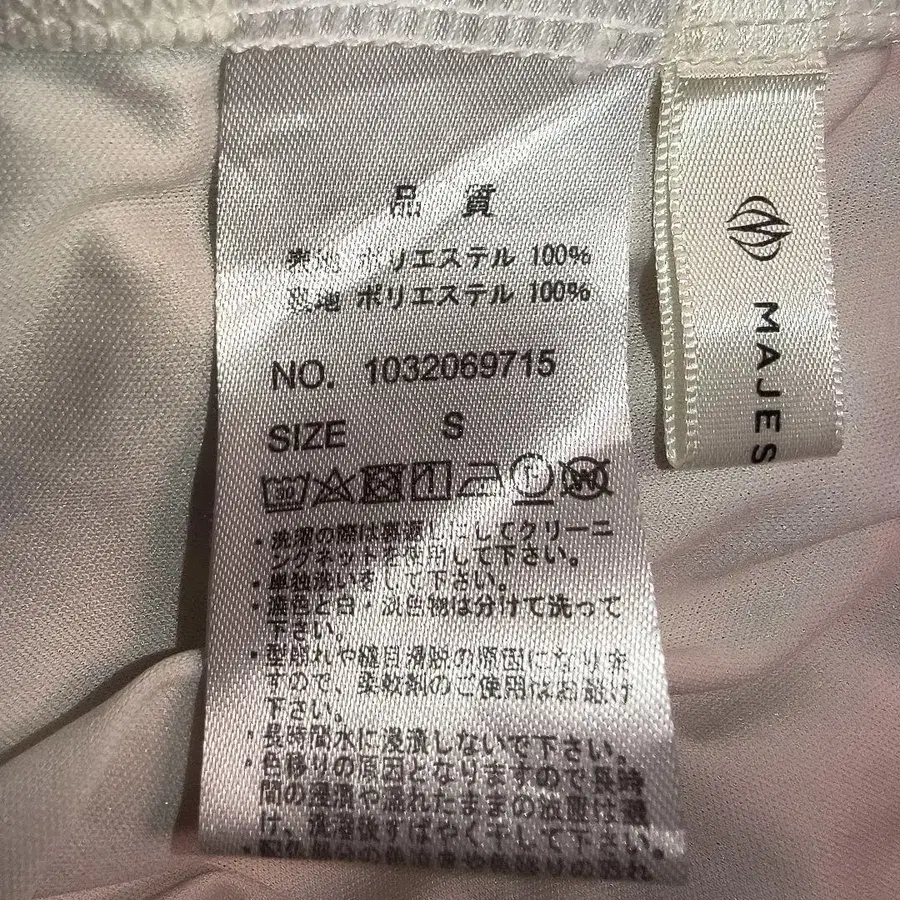 品 質
表地 ポリエステル 100%
裏地 ポリエステル 100%
NO. 1032069715
SIZE S
30
・洗濯の際は裏返しにしてクリーニ
ングネットを使用して下さい。
・単独洗いをして下さい。
・濃色と白・淡色物は分けて洗って
下さい。
・型崩れや縫目滑脱の原因になりま
すので、柔軟剤のご使用はお避け
下さい。
・長時間水に浸漬しないで下さい。
・色移りの原因となりますので長時
間の浸漬や濡れたままの放置は避
け、洗濯後すばやく干して下さい。
MAJES